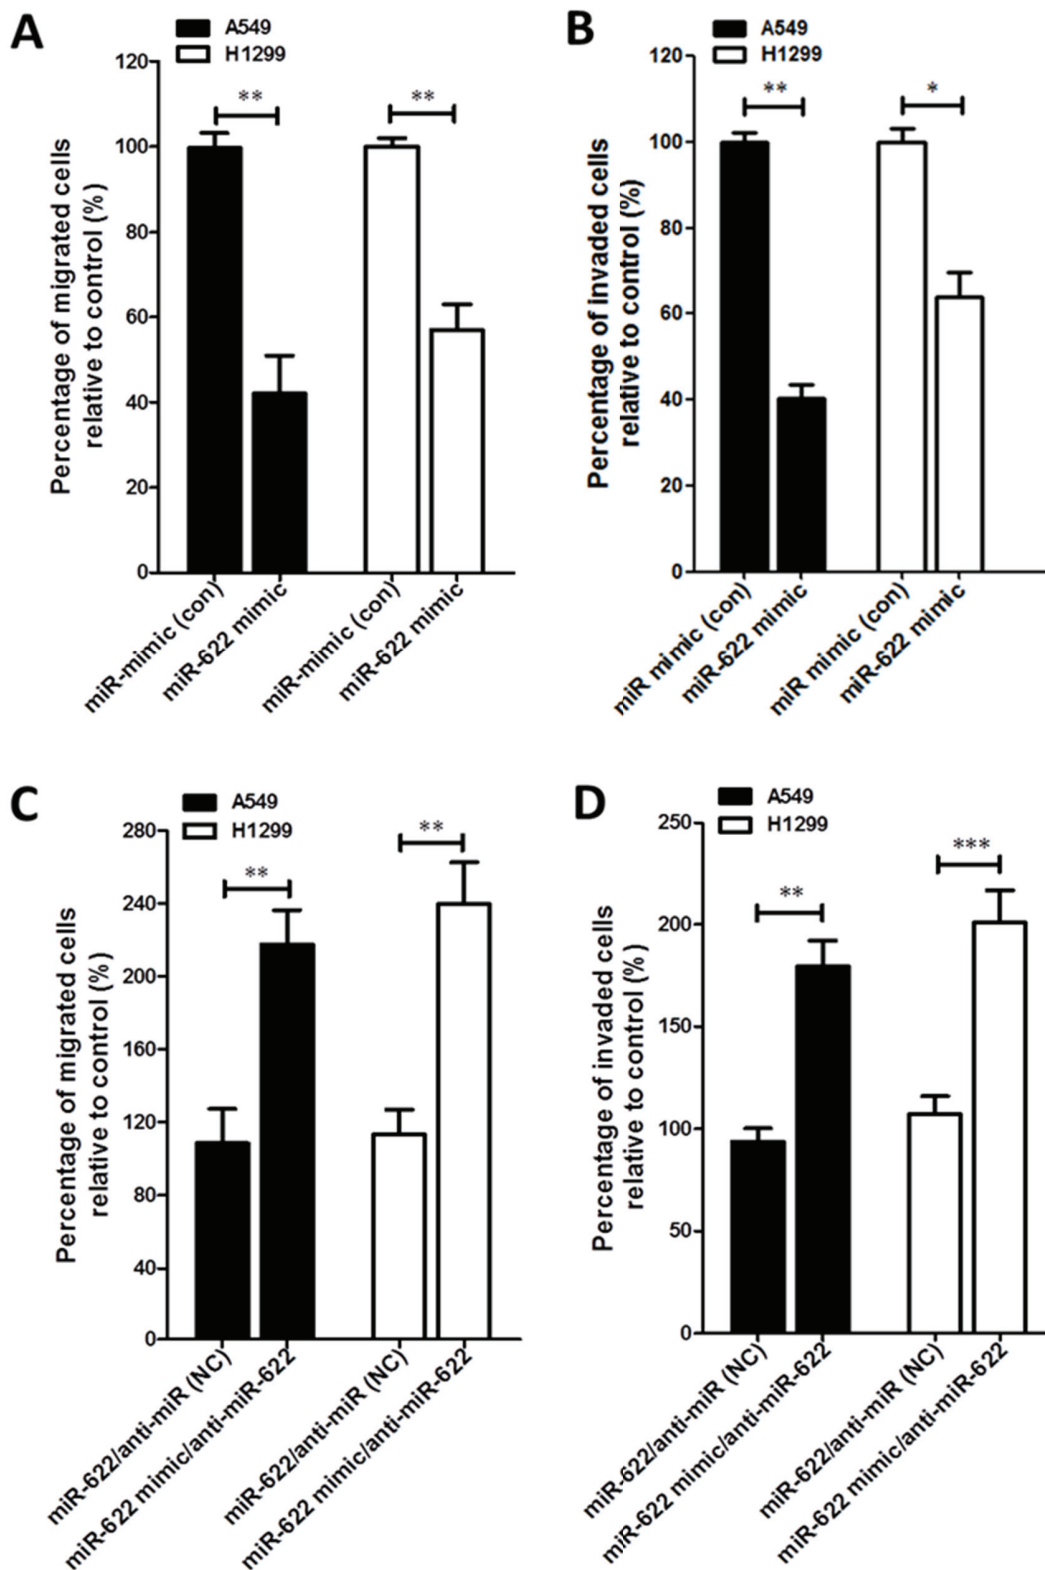 A
A549
H1299
120
100
80
60
40
20
0
**
**
Percentage of migrated cells
relative to control (%)
miR-mimic (con)
miR-622 mimic
miR-mimic (con)
miR-622 mimic
B
A549
H1299
120
100
80
60
40
20
0
**
*
Percentage of invaded cells
relative to control (%)
miR mimic (con)
miR-622 mimic
miR mimic (con)
miR-622 mimic
C
A549
H1299
280
240
200
160
120
80
40
0
**
**
Percentage of migrated cells
relative to control (%)
miR-622/anti-miR (NC)
miR-622 mimic/anti-miR-622
miR-622/anti-miR (NC)
miR-622 mimic/anti-miR-622
D
A549
H1299
250
200
150
100
50
0
**
***
Percentage of invaded cells
relative to control (%)
miR-622/anti-miR (NC)
miR-622 mimic/anti-miR-622
miR-622/anti-miR (NC)
miR-622 mimic/anti-miR-622